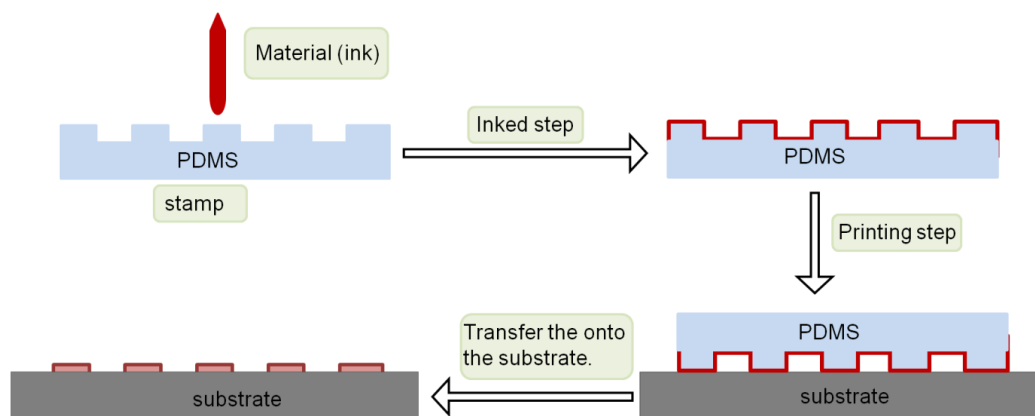 Material (ink)
PDMS
stamp
Inked step
PDMS
Printing step
PDMS
substrate
Transfer the onto
the substrate.
substrate